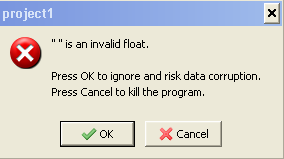 project1
" " is an invalid float.
Press OK to ignore and risk data corruption.
Press Cancel to kill the program.
OK
Cancel